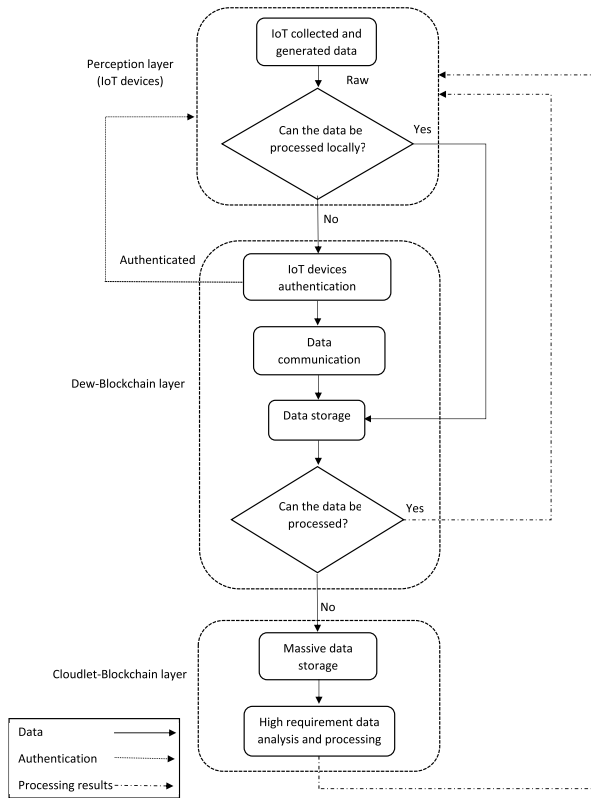 IoT collected and
generated data
Perception layer
(IoT devices)
Raw
Can the data be
processed locally?
Yes
No
Authenticated
IoT devices
authentication
Data
communication
Dew-Blockchain layer
Data storage
Can the data be
processed?
Yes
No
Massive data
storage
Cloudlet-Blockchain layer
High requirement data
analysis and processing
Data
Authentication
Processing results